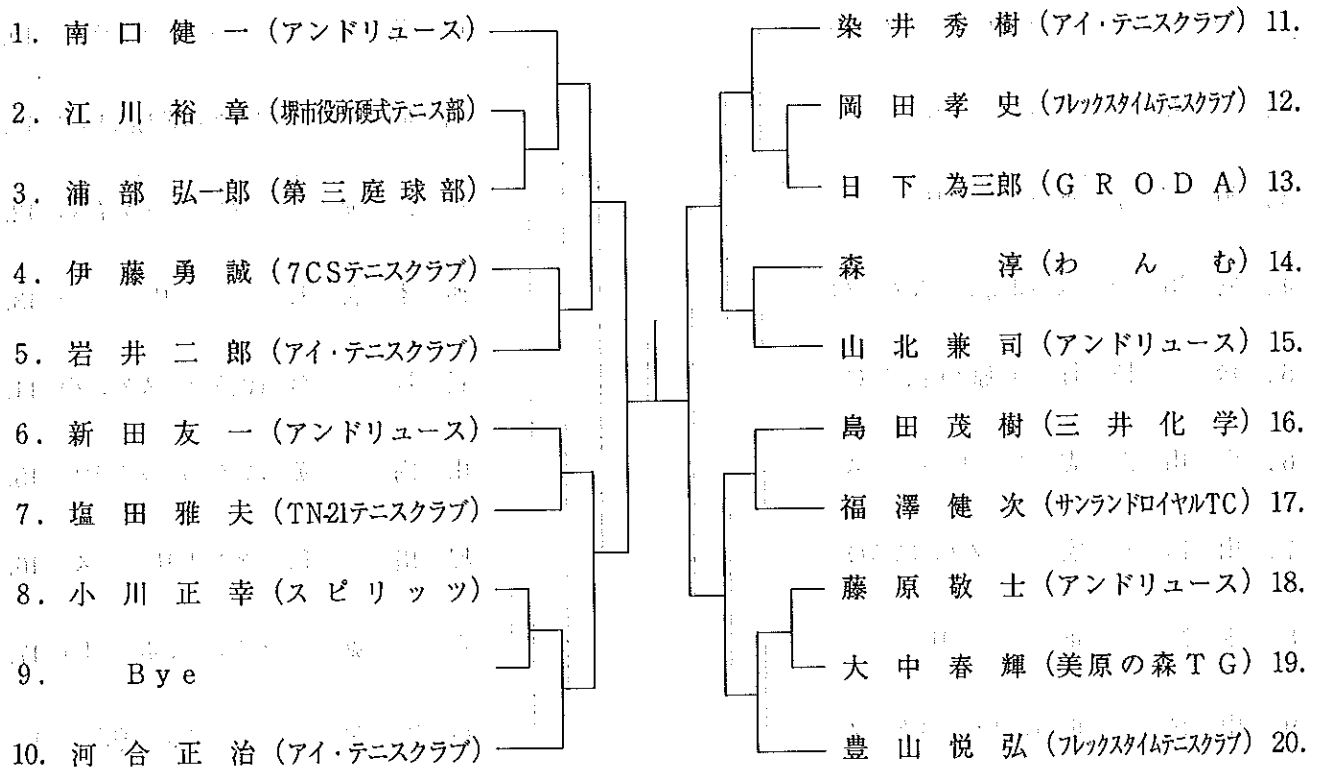 1. 南口健一 (アンドリュース)
2. 江川裕章 (堺市役所硬式テニス部)
3. 浦部弘一郎 (第三庭球部)
4. 伊藤勇誠 (7CSテニスクラブ)
5. 岩井二郎 (アイ・テニスクラブ)
6. 新田友一 (アンドリュース)
7. 塩田雅夫 (TN-21テニスクラブ)
8. 小川正幸 (スピリッツ)
9. Bye
10. 河合正治 (アイ・テニスクラブ)
染井秀樹 (アイ・テニスクラブ) 11.
岡田孝史 (フレックスタイムテニスクラブ) 12.
日下為三郎 (GRODA) 13.
森淳 (わんむ) 14.
山北兼司 (アンドリュース) 15.
島田茂樹 (三井化学) 16.
福澤健次 (サンランドロイヤルTC) 17.
藤原敬士 (アンドリュース) 18.
大中春輝 (美原の森TG) 19.
豊山悦弘 (フレックスタイムテニスクラブ) 20.